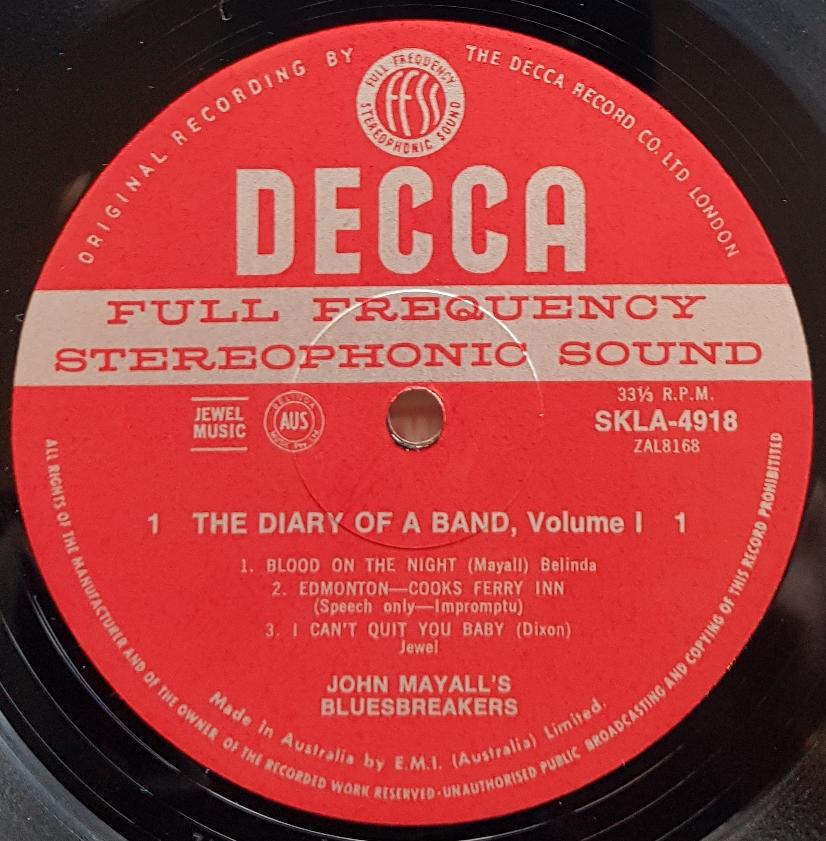 ORIGINAL RECORDING BY THE DECCA RECORD CO. LTD LONDON
FULL FREQUENCY
FFSS
STEREOPHONIC SOUND
DECCA
FULL FREQUENCY
STEREOPHONIC SOUND
JEWEL
MUSIC
BELINDA
AUS
MUSIC PTY. LTD
33⅓ R.P.M.
SKLA-4918
ZAL8168
1 THE DIARY OF A BAND, Volume I 1
1. BLOOD ON THE NIGHT (Mayall) Belinda
2. EDMONTON—COOKS FERRY INN
(Speech only—Impromptu)
3. I CAN'T QUIT YOU BABY (Dixon)
Jewel
JOHN MAYALL'S
BLUESBREAKERS
Made in Australia by E.M.I. (Australia) Limited.
ALL RIGHTS OF THE MANUFACTURER AND OF THE OWNER OF THE RECORDED WORK RESERVED·UNAUTHORISED PUBLIC BROADCASTING AND COPYING OF THIS RECORD PROHIBITED